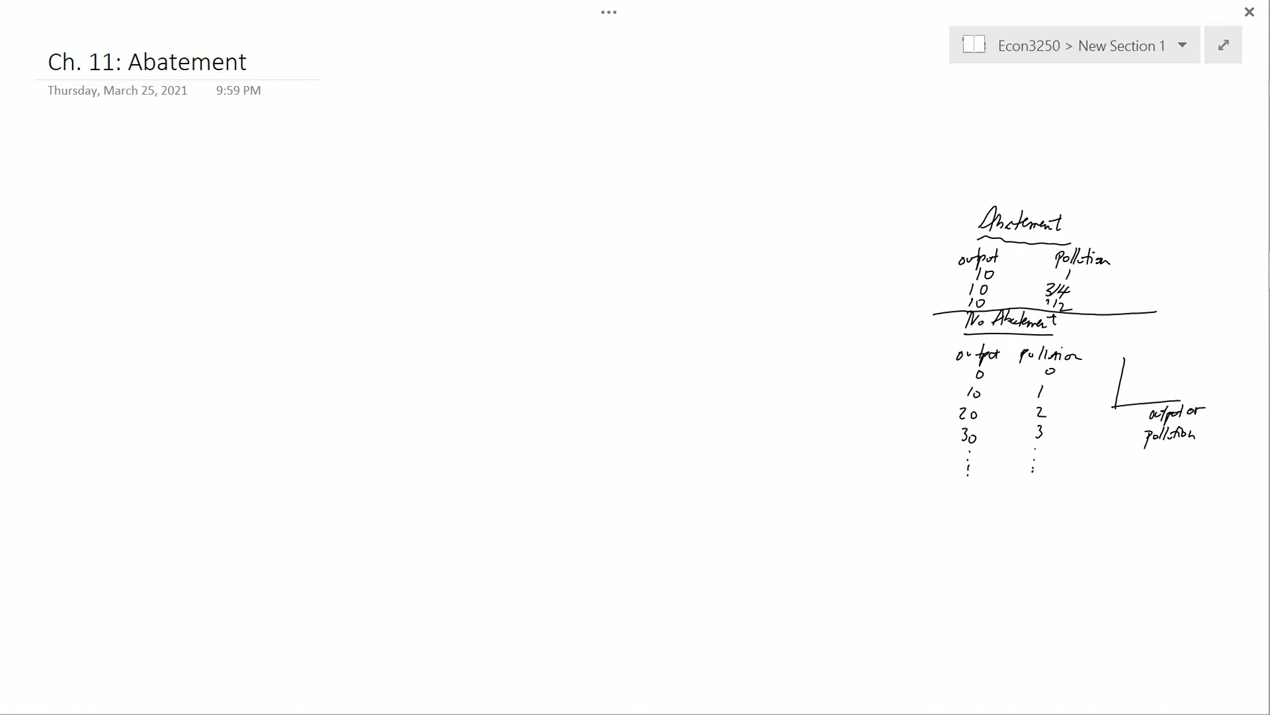 Ch. 11: Abatement
Econ3250 > New Section 1
Thursday, March 25, 2021 9:59 PM
Abatement
output pollution
10 1
10 3/4
10 1/2
No Abatement
output pollution
0 0
10 1
20 2
30 3
output or
pollution